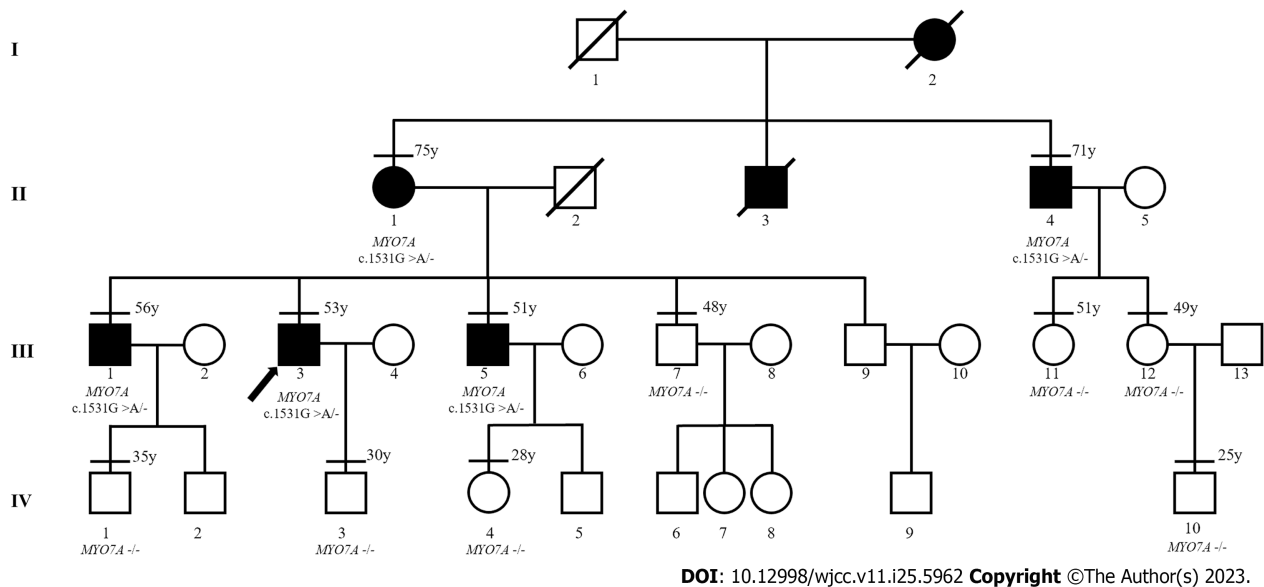 I
1 2
75y 71y
II
1 2 3 4 5
MYO7A MYO7A
c.1531G >A/- c.1531G >A/-
56y 53y 51y 48y 51y 49y
III
1 2 3 4 5 6 7 8 9 10 11 12 13
MYO7A MYO7A MYO7A MYO7A -/- MYO7A -/- MYO7A -/-
c.1531G >A/- c.1531G >A/- c.1531G >A/-
35y 30y 28y 25y
IV
1 2 3 4 5 6 7 8 9 10
MYO7A -/- MYO7A -/- MYO7A -/- MYO7A -/-
DOI: 10.12998/wjcc.v11.i25.5962 Copyright ©The Author(s) 2023.